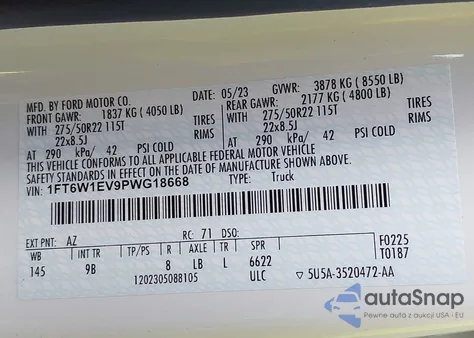 MFD. BY FORD MOTOR CO. DATE: 05/23 GVWR: 3878 KG ( 8550 LB)
FRONT GAWR: 1837 KG ( 4050 LB) REAR GAWR: 2177 KG ( 4800 LB)
WITH 275/50R22 115T TIRES WITH 275/50R22 115T TIRES
22x8.5J RIMS 22x8.5J RIMS
AT 290 kPa/ 42 PSI COLD AT 290 kPa/ 42 PSI COLD
THIS VEHICLE CONFORMS TO ALL APPLICABLE FEDERAL MOTOR VEHICLE
SAFETY STANDARDS IN EFFECT ON THE DATE OF MANUFACTURE SHOWN ABOVE.
VIN: 1FT6W1EV9PWG18668 TYPE: Truck
EXT PNT: AZ RC: 71 DSO: F0225
WB INT TR TP/PS R AXLE TR SPR T0187
145 9B 8 LB L 6622
1202305088105 ULC ▽ 5U5A-3520472-AA
autoSnap
Pewne auta z USA i EU